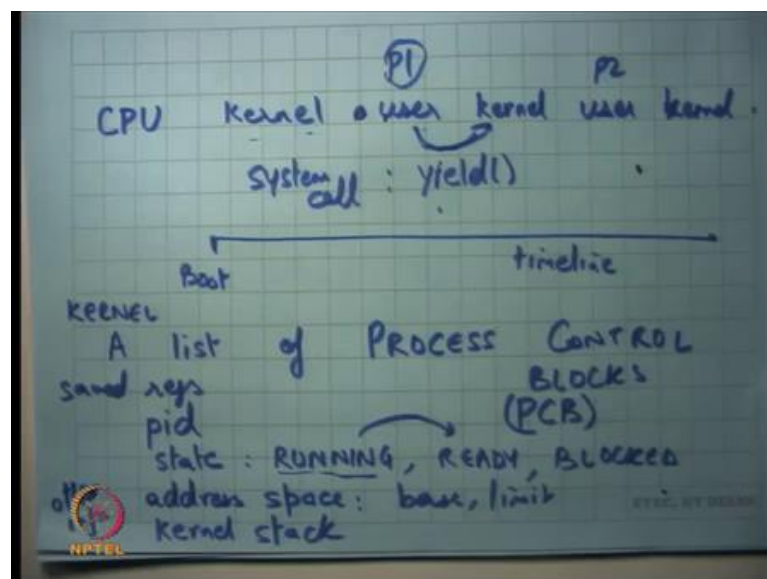 P1 P2
CPU Kernel user kernel user kernel
system call : yield()
Boot timeline
KERNEL
A list of PROCESS CONTROL BLOCKS (PCB)
saved regs
pid
state : RUNNING, READY, BLOCKED
address space : base, limit
kernel stack
NPTEL